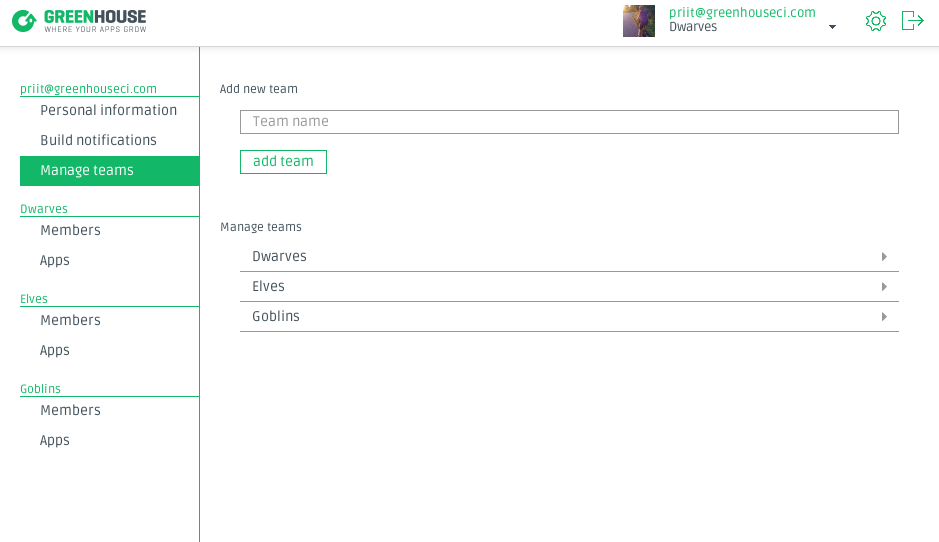 GREENHOUSE
WHERE YOUR APPS GROW
priit@greenhouseci.com
Dwarves
priit@greenhouseci.com
Personal information
Build notifications
Manage teams
Dwarves
Members
Apps
Elves
Members
Apps
Goblins
Members
Apps
Add new team
Team name
add team
Manage teams
Dwarves
Elves
Goblins